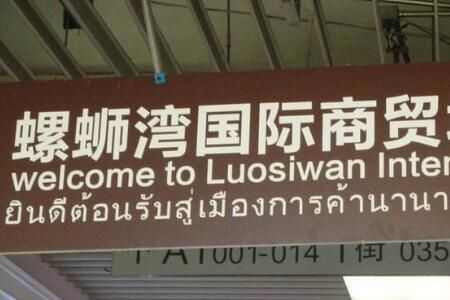 螺蛳湾国际商贸
welcome to Luosiwan Inter
ยินดีต้อนรับสู่เมืองการค้านานา
A1001-014 1街 035